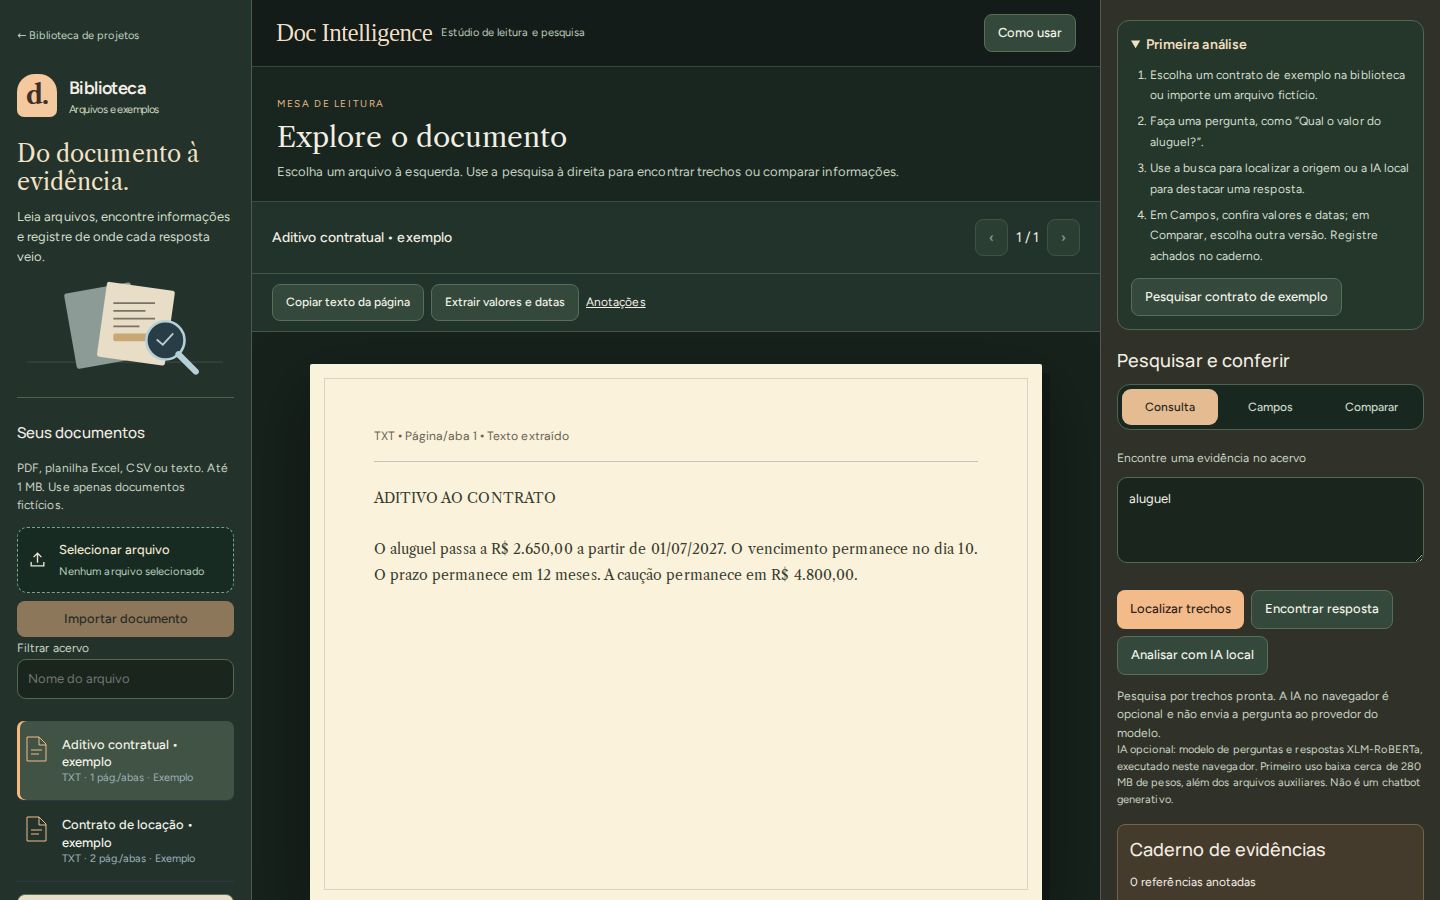 ← Biblioteca de projetos
d.
Biblioteca
Arquivos e exemplos
Do documento à
evidência.
Leia arquivos, encontre informações
e registre de onde cada resposta
veio.
Seus documentos
PDF, planilha Excel, CSV ou texto. Até
1 MB. Use apenas documentos
fictícios.
Selecionar arquivo
Nenhum arquivo selecionado
Importar documento
Filtrar acervo
Nome do arquivo
Aditivo contratual •
exemplo
TXT · 1 pág./abas · Exemplo
Contrato de locação •
exemplo
TXT · 2 pág./abas · Exemplo
Doc Intelligence
Estúdio de leitura e pesquisa
Como usar
MESA DE LEITURA
Explore o documento
Escolha um arquivo à esquerda. Use a pesquisa à direita para encontrar trechos ou comparar informações.
Aditivo contratual • exemplo
‹ 1 / 1 ›
Copiar texto da página
Extrair valores e datas
Anotações
TXT • Página/aba 1 • Texto extraído
ADITIVO AO CONTRATO
O aluguel passa a R$ 2.650,00 a partir de 01/07/2027. O vencimento permanece no dia 10.
O prazo permanece em 12 meses. A caução permanece em R$ 4.800,00.
▼ Primeira análise
1. Escolha um contrato de exemplo na biblioteca
ou importe um arquivo fictício.
2. Faça uma pergunta, como “Qual o valor do
aluguel?”.
3. Use a busca para localizar a origem ou a IA local
para destacar uma resposta.
4. Em Campos, confira valores e datas; em
Comparar, escolha outra versão. Registre
achados no caderno.
Pesquisar contrato de exemplo
Pesquisar e conferir
Consulta
Campos
Comparar
Encontre uma evidência no acervo
aluguel
Localizar trechos
Encontrar resposta
Analisar com IA local
Pesquisa por trechos pronta. A IA no navegador é
opcional e não envia a pergunta ao provedor do
modelo.
IA opcional: modelo de perguntas e respostas XLM-RoBERTa,
executado neste navegador. Primeiro uso baixa cerca de 280
MB de pesos, além dos arquivos auxiliares. Não é um chatbot
generativo.
Caderno de evidências
0 referências anotadas